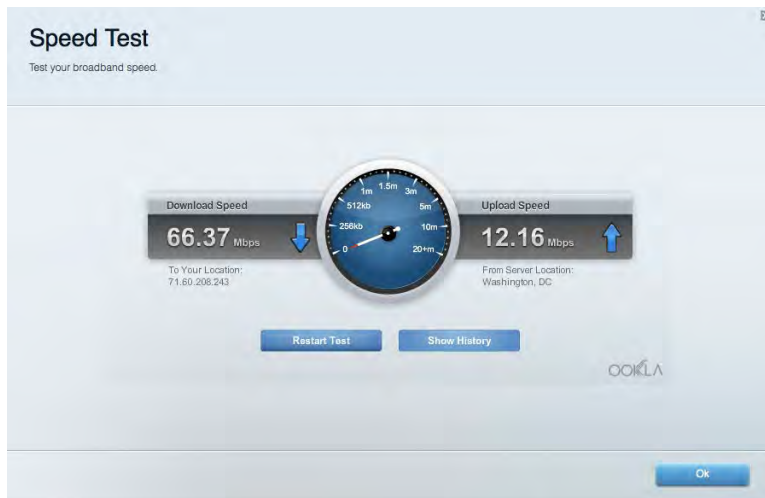 Speed Test
Test your broadband speed.
Download Speed
66.37 Mbps
To Your Location:
71.60.208.243
0
256kb
512kb
1m
1.5m
3m
5m
10m
20+m
Upload Speed
12.16 Mbps
From Server Location:
Washington, DC
Restart Test
Show History
OOKLA
Ok